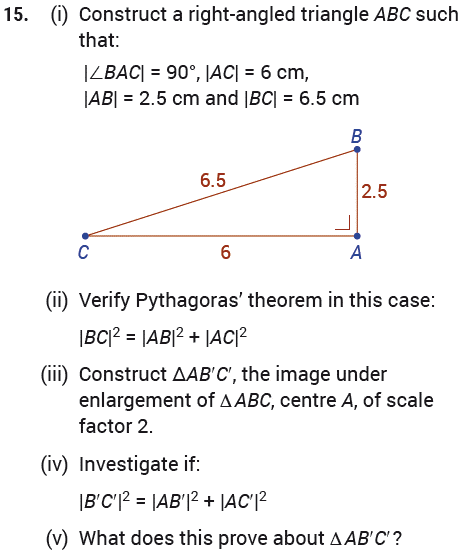 15. (i) Construct a right-angled triangle ABC such
that:
|∠BAC| = 90°, |AC| = 6 cm,
|AB| = 2.5 cm and |BC| = 6.5 cm
B
6.5
2.5
C
6
A
(ii) Verify Pythagoras’ theorem in this case:
|BC|² = |AB|² + |AC|²
(iii) Construct ΔAB′C′, the image under
enlargement of ΔABC, centre A, of scale
factor 2.
(iv) Investigate if:
|B′C′|² = |AB′|² + |AC′|²
(v) What does this prove about ΔAB′C′?